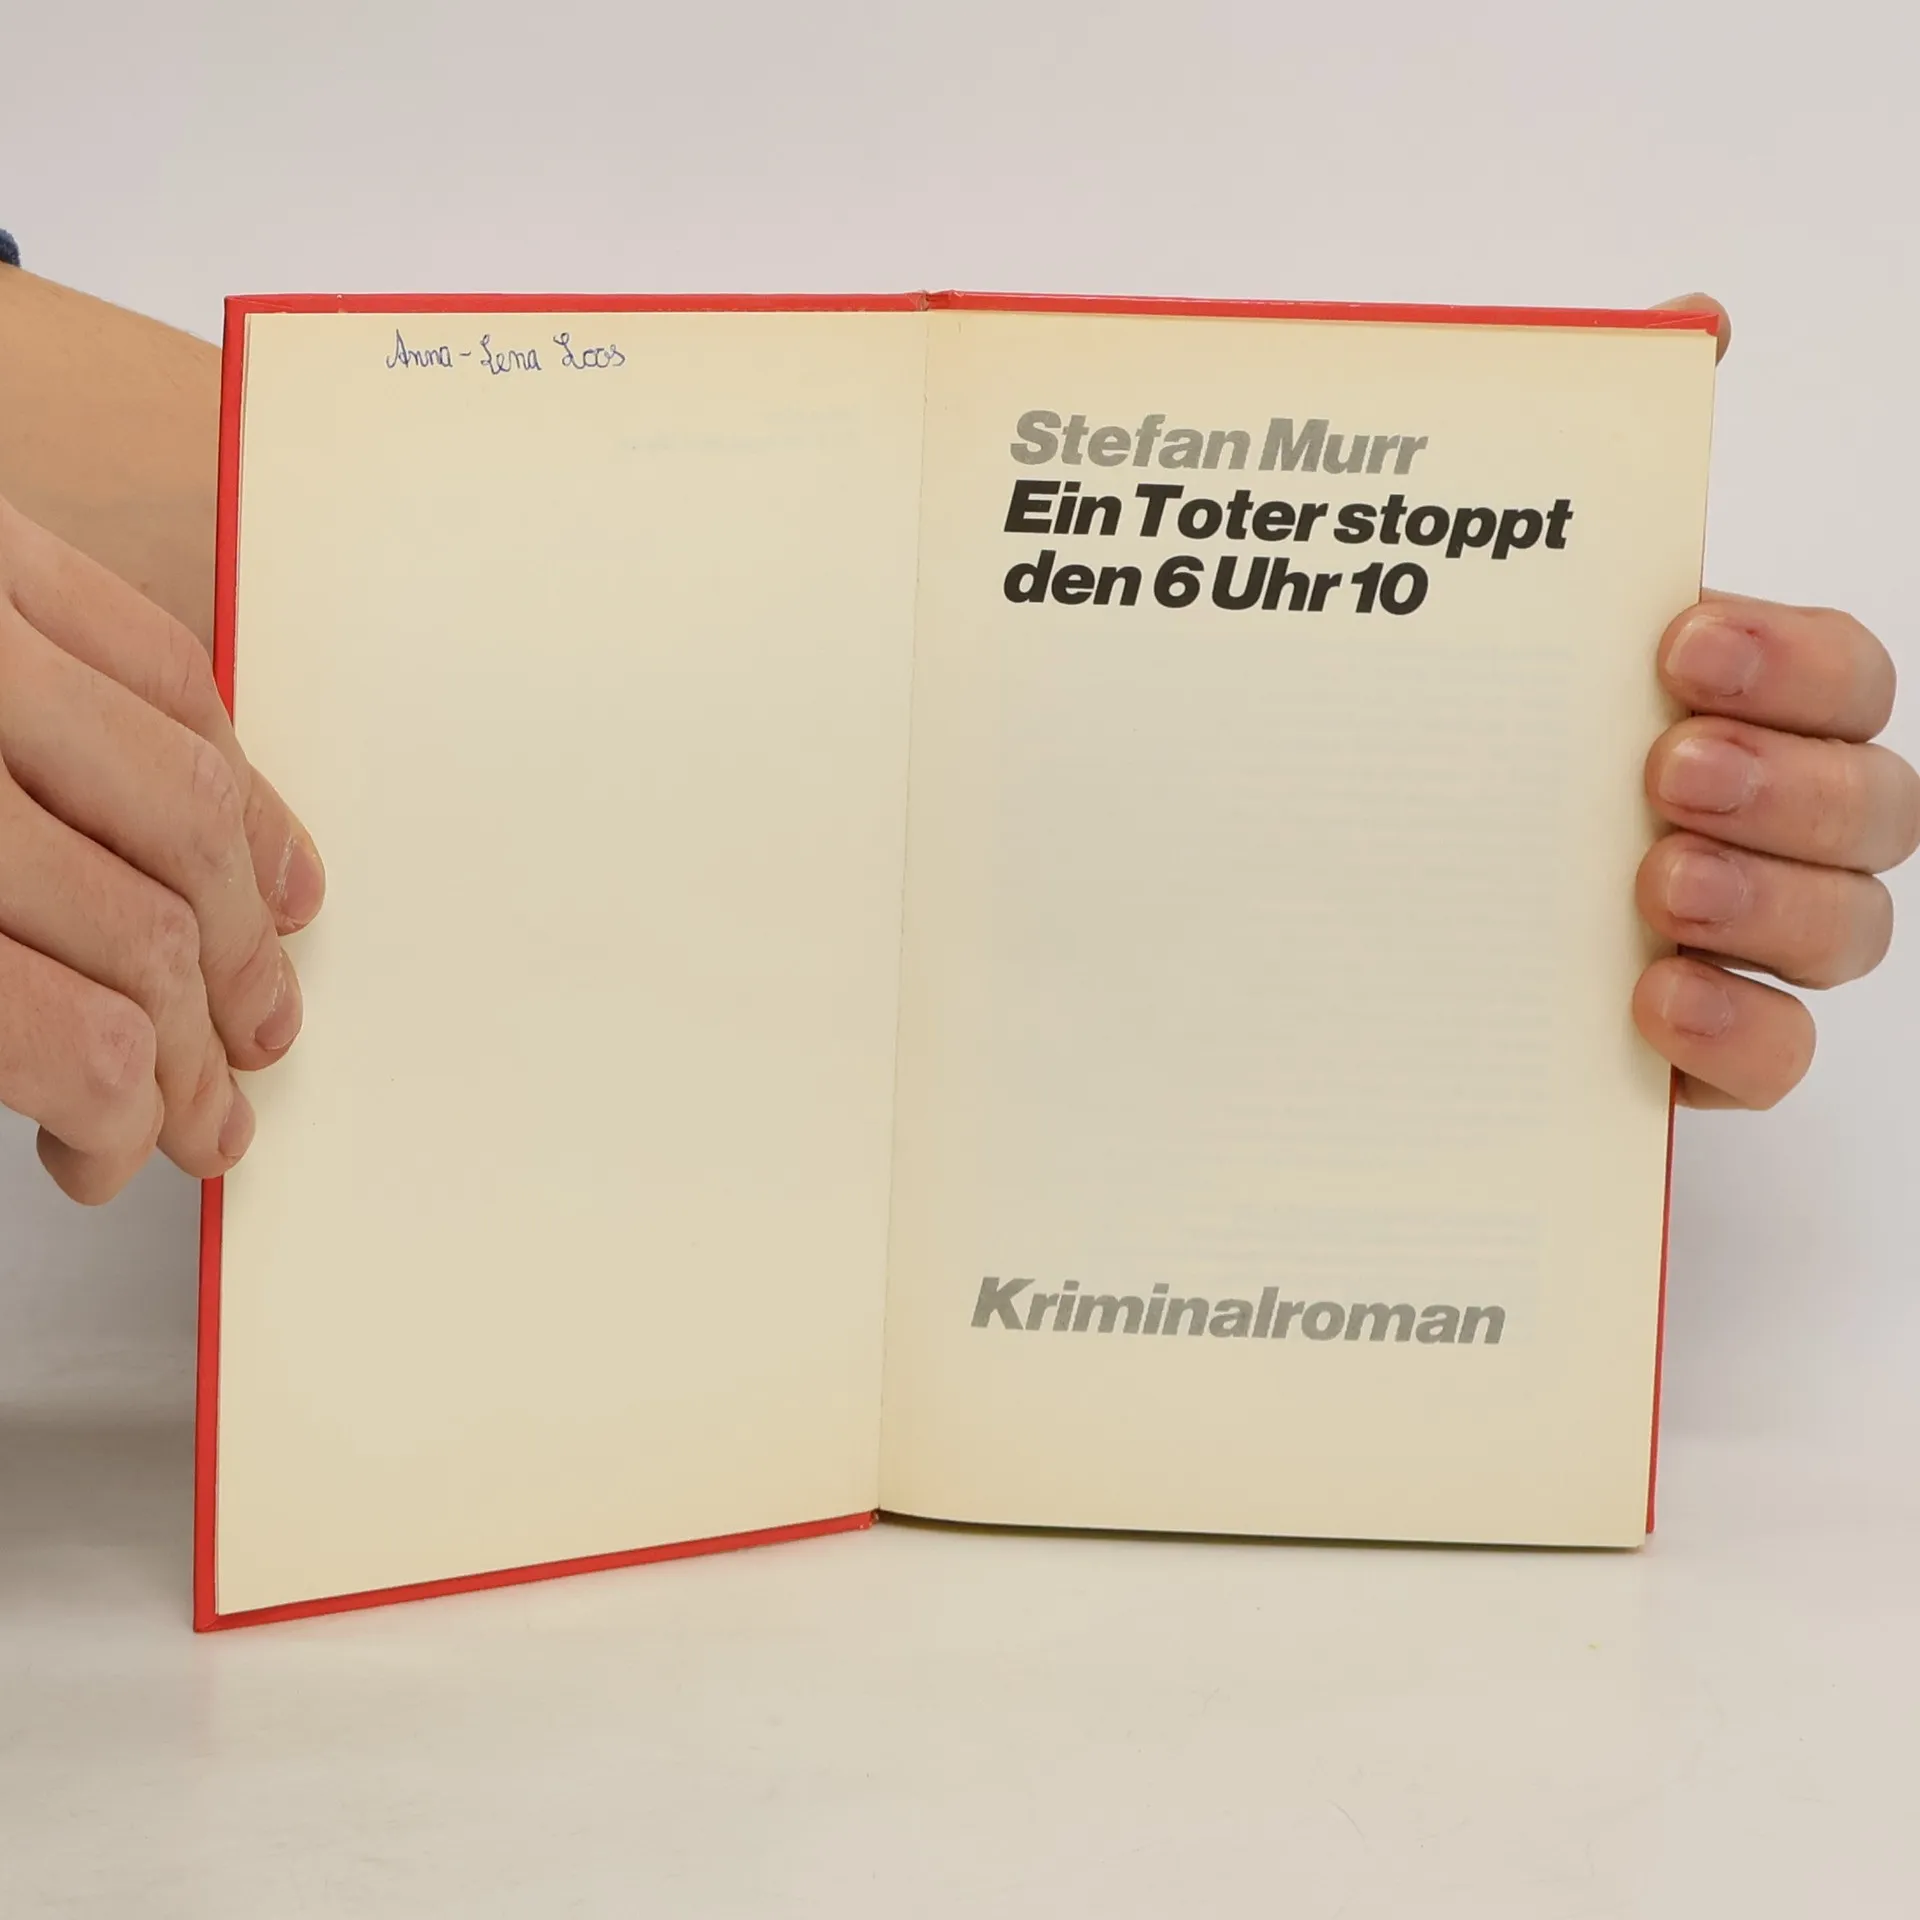 Anna-Lena Loos
Stefan Murr
Ein Toter stoppt
den 6 Uhr 10
Kriminalroman